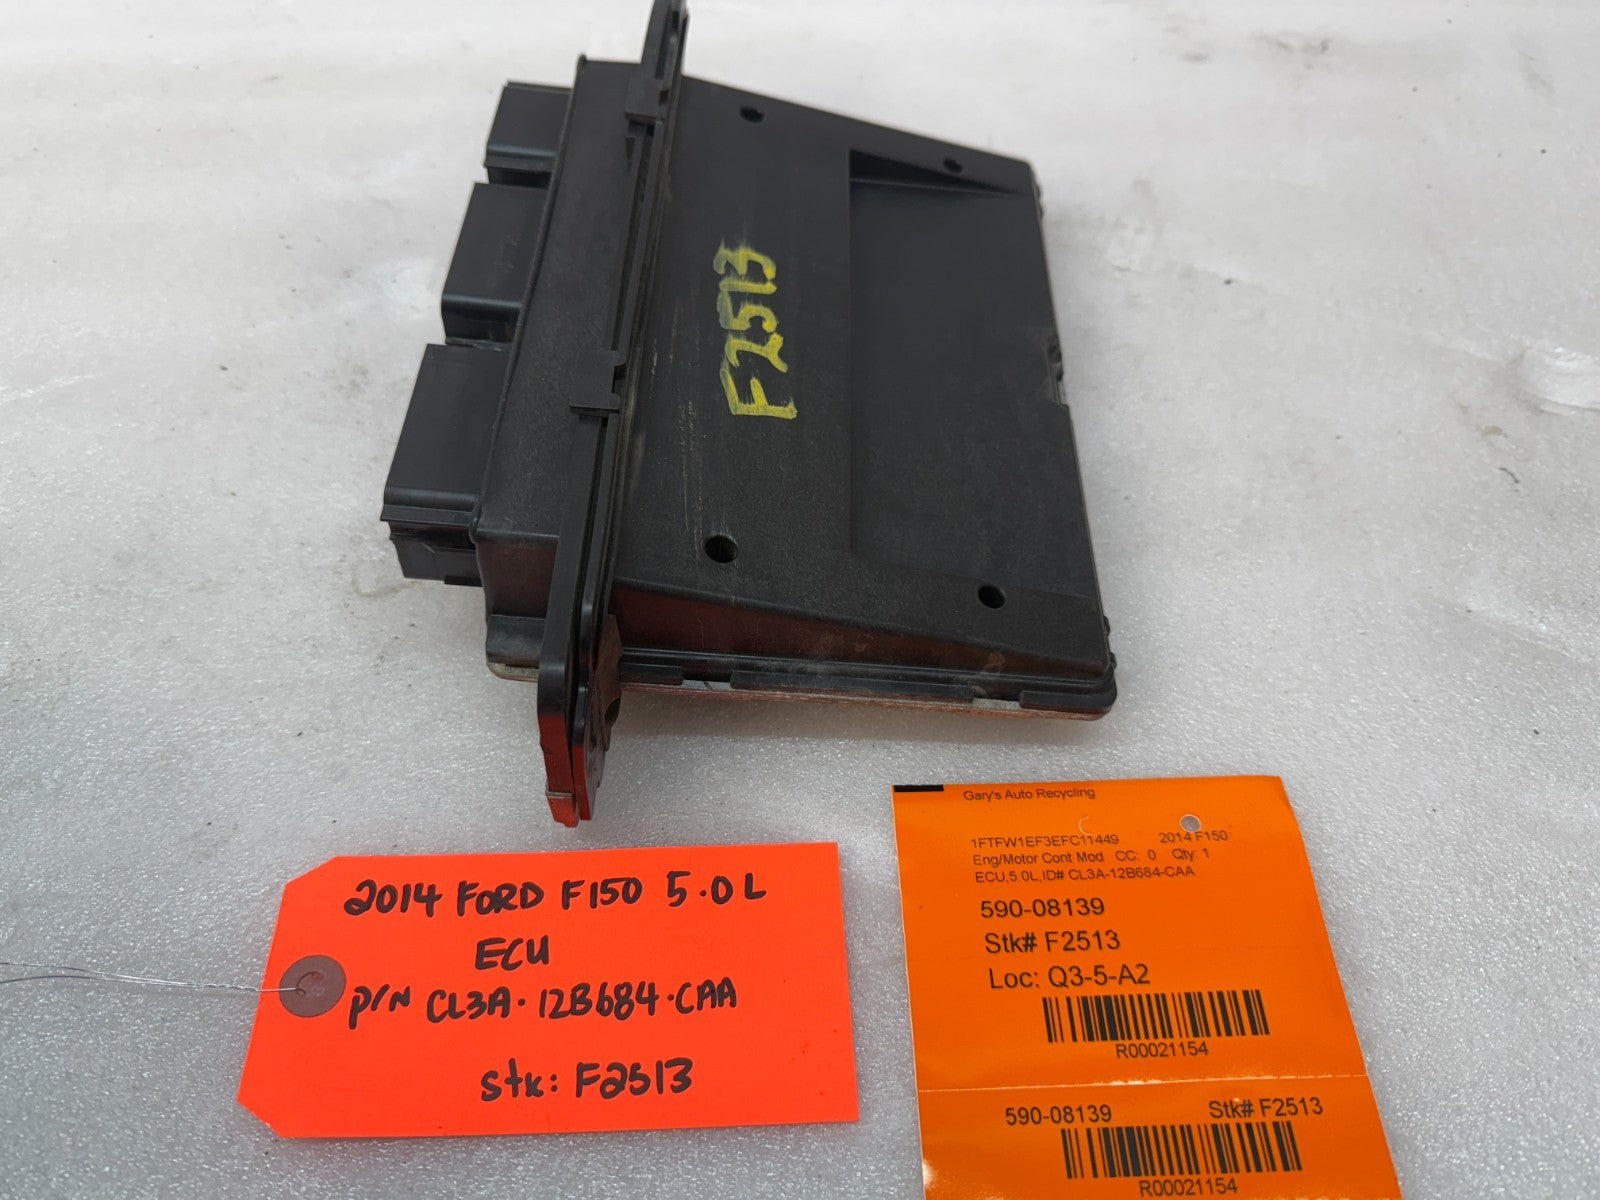 F2513
2014 FORD F150 5.0L
ECU
P/N CL3A-12B684-CAA
Stk: F2513
Gary's Auto Recycling
1FTFW1EF3EFC11449 2014 F150
Eng/Motor Cont Mod CC: 0 Qty: 1
ECU,5.0L,ID# CL3A-12B684-CAA
590-08139
Stk# F2513
Loc: Q3-5-A2
R00021154
590-08139 Stk# F2513
R00021154